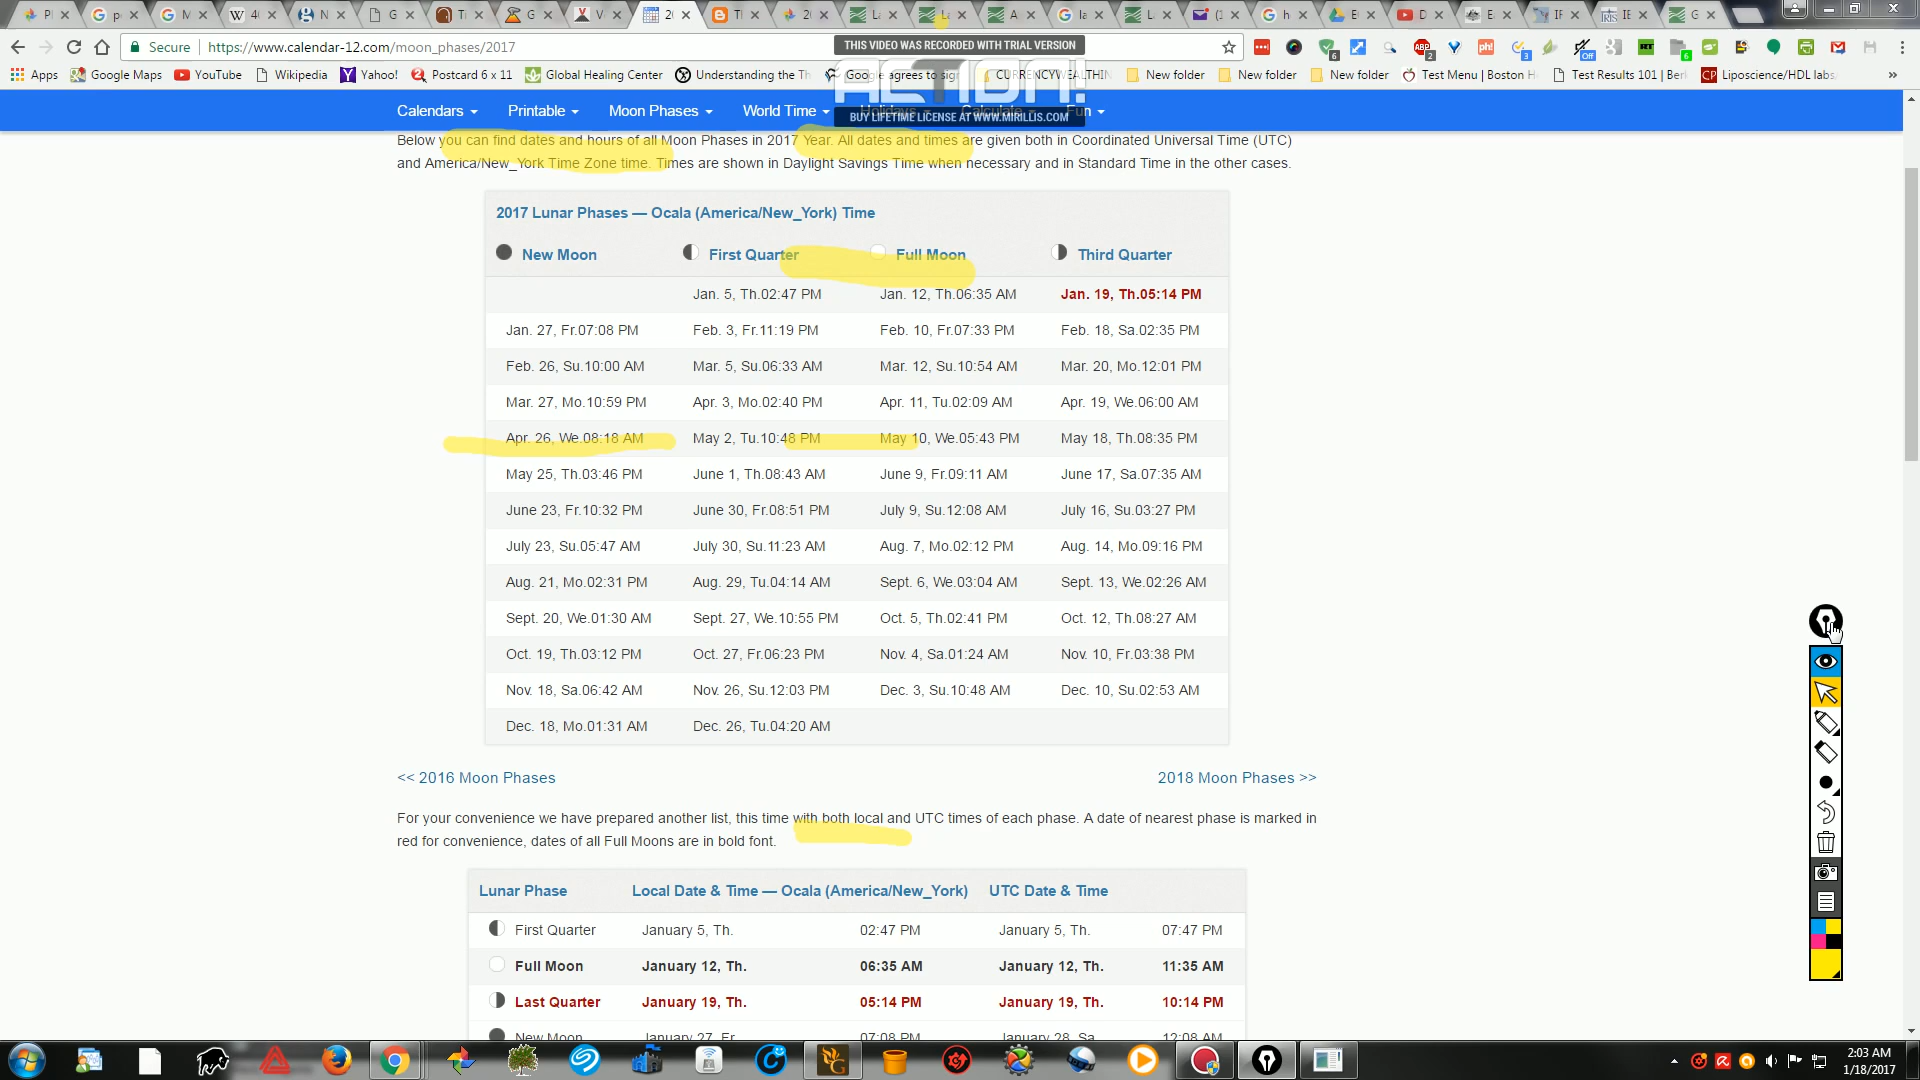 Secure https://www.calendar-12.com/moon_phases/2017
THIS VIDEO WAS RECORDED WITH TRIAL VERSION
ACTION!
BUY LIFETIME LICENSE AT WWW.MIRILLIS.COM
Apps Google Maps YouTube Wikipedia Yahoo! Postcard 6 x 11 Global Healing Center Understanding the Th Google agrees to sign CURRENCYWEALTHIN New folder New folder New folder Test Menu | Boston H Test Results 101 | Berk Liposcience/HDL labs »
Calendars Printable Moon Phases World Time Holidays Calculate Fun
Below you can find dates and hours of all Moon Phases in 2017 Year. All dates and times are given both in Coordinated Universal Time (UTC)
and America/New_York Time Zone time. Times are shown in Daylight Savings Time when necessary and in Standard Time in the other cases.
2017 Lunar Phases — Ocala (America/New_York) Time
New Moon First Quarter Full Moon Third Quarter
Jan. 5, Th.02:47 PM Jan. 12, Th.06:35 AM Jan. 19, Th.05:14 PM
Jan. 27, Fr.07:08 PM Feb. 3, Fr.11:19 PM Feb. 10, Fr.07:33 PM Feb. 18, Sa.02:35 PM
Feb. 26, Su.10:00 AM Mar. 5, Su.06:33 AM Mar. 12, Su.10:54 AM Mar. 20, Mo.12:01 PM
Mar. 27, Mo.10:59 PM Apr. 3, Mo.02:40 PM Apr. 11, Tu.02:09 AM Apr. 19, We.06:00 AM
Apr. 26, We.08:18 AM May 2, Tu.10:48 PM May 10, We.05:43 PM May 18, Th.08:35 PM
May 25, Th.03:46 PM June 1, Th.08:43 AM June 9, Fr.09:11 AM June 17, Sa.07:35 AM
June 23, Fr.10:32 PM June 30, Fr.08:51 PM July 9, Su.12:08 AM July 16, Su.03:27 PM
July 23, Su.05:47 AM July 30, Su.11:23 AM Aug. 7, Mo.02:12 PM Aug. 14, Mo.09:16 PM
Aug. 21, Mo.02:31 PM Aug. 29, Tu.04:14 AM Sept. 6, We.03:04 AM Sept. 13, We.02:26 AM
Sept. 20, We.01:30 AM Sept. 27, We.10:55 PM Oct. 5, Th.02:41 PM Oct. 12, Th.08:27 AM
Oct. 19, Th.03:12 PM Oct. 27, Fr.06:23 PM Nov. 4, Sa.01:24 AM Nov. 10, Fr.03:38 PM
Nov. 18, Sa.06:42 AM Nov. 26, Su.12:03 PM Dec. 3, Su.10:48 AM Dec. 10, Su.02:53 AM
Dec. 18, Mo.01:31 AM Dec. 26, Tu.04:20 AM
<< 2016 Moon Phases 2018 Moon Phases >>
For your convenience we have prepared another list, this time with both local and UTC times of each phase. A date of nearest phase is marked in
red for convenience, dates of all Full Moons are in bold font.
Lunar Phase Local Date & Time — Ocala (America/New_York) UTC Date & Time
First Quarter January 5, Th. 02:47 PM January 5, Th. 07:47 PM
Full Moon January 12, Th. 06:35 AM January 12, Th. 11:35 AM
Last Quarter January 19, Th. 05:14 PM January 19, Th. 10:14 PM
New Moon January 27, Fr. 07:08 PM January 28, Sa. 12:08 AM
2:03 AM
1/18/2017